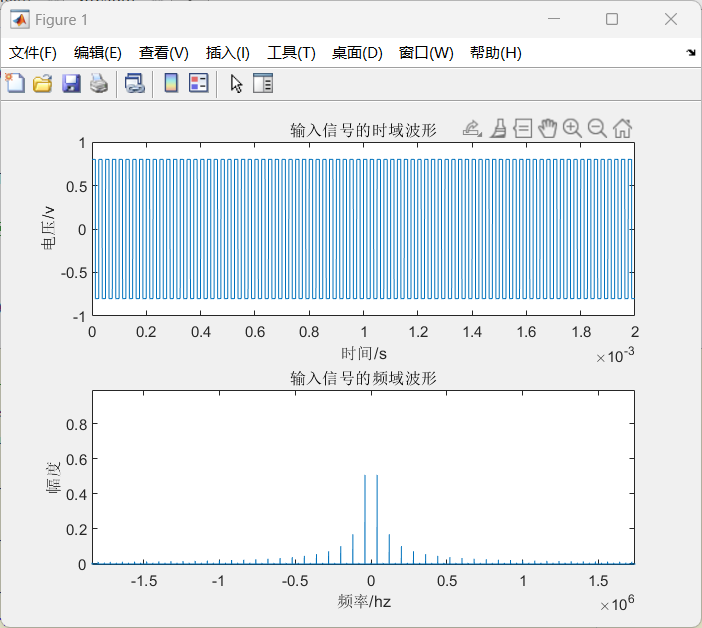 Figure 1
文件(F) 编辑(E) 查看(V) 插入(I) 工具(T) 桌面(D) 窗口(W) 帮助(H)
输入信号的时域波形
1
0.5
0
-0.5
-1
电压/v
0 0.2 0.4 0.6 0.8 1 1.2 1.4 1.6 1.8 2
时间/s
×10-3
输入信号的频域波形
0.8
0.6
0.4
0.2
0
幅度
-1.5 -1 -0.5 0 0.5 1 1.5
频率/hz
×106